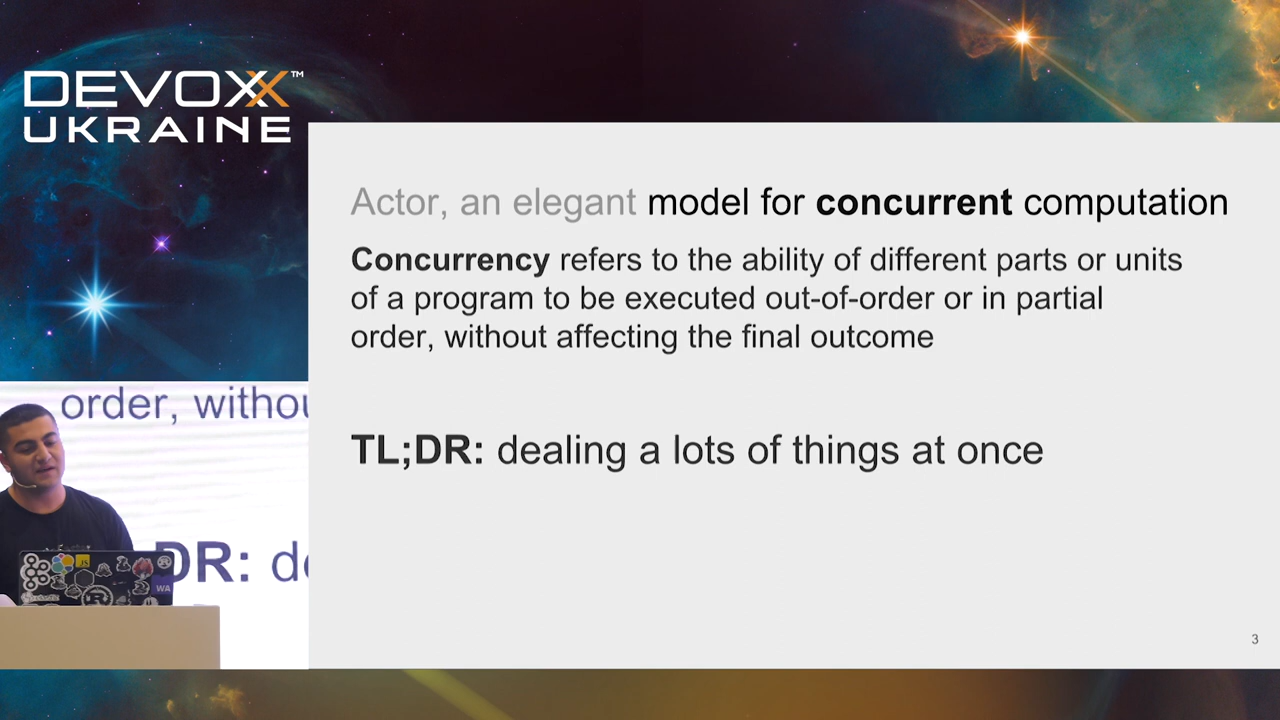 DEVOXX™
UKRAINE
Actor, an elegant model for concurrent computation
Concurrency refers to the ability of different parts or units
of a program to be executed out-of-order or in partial
order, without affecting the final outcome
TL;DR: dealing a lots of things at once
3
order, withou
DR: de
JS
WA
R